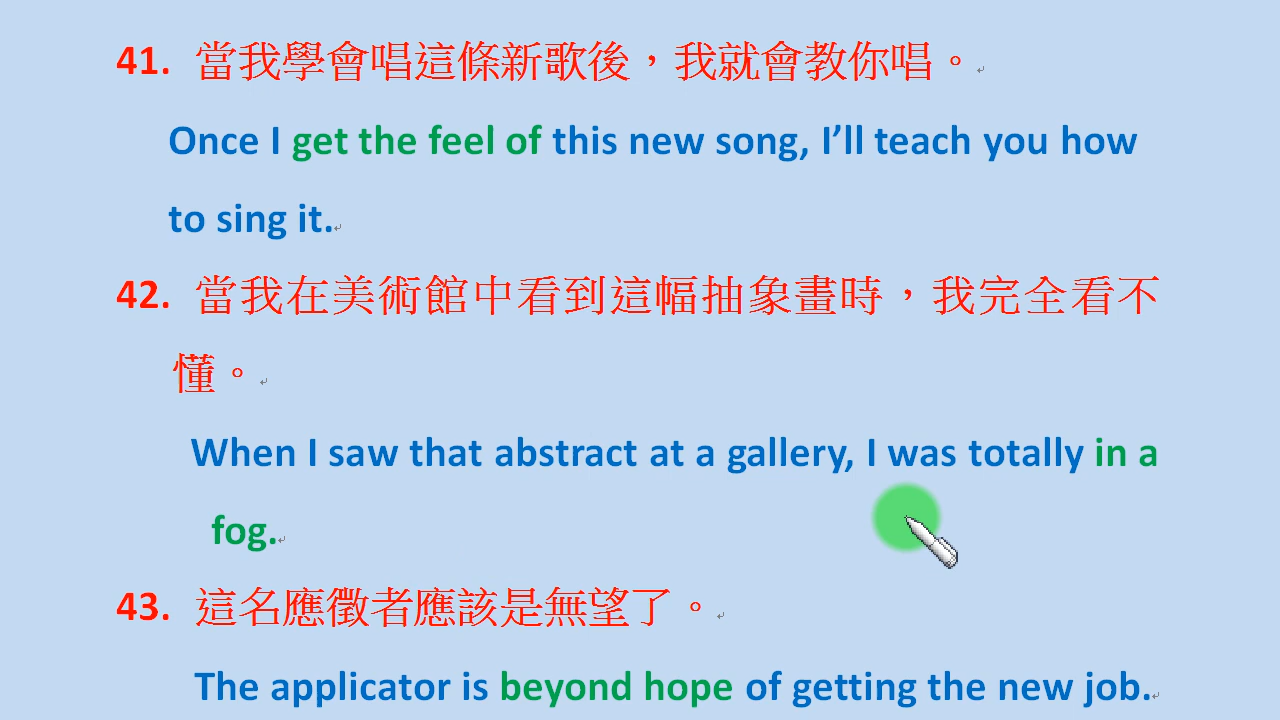 41. 當我學會唱這條新歌後，我就會教你唱。
Once I get the feel of this new song, I’ll teach you how
to sing it.
42. 當我在美術館中看到這幅抽象畫時，我完全看不
懂。
When I saw that abstract at a gallery, I was totally in a
fog.
43. 這名應徵者應該是無望了。
The applicator is beyond hope of getting the new job.